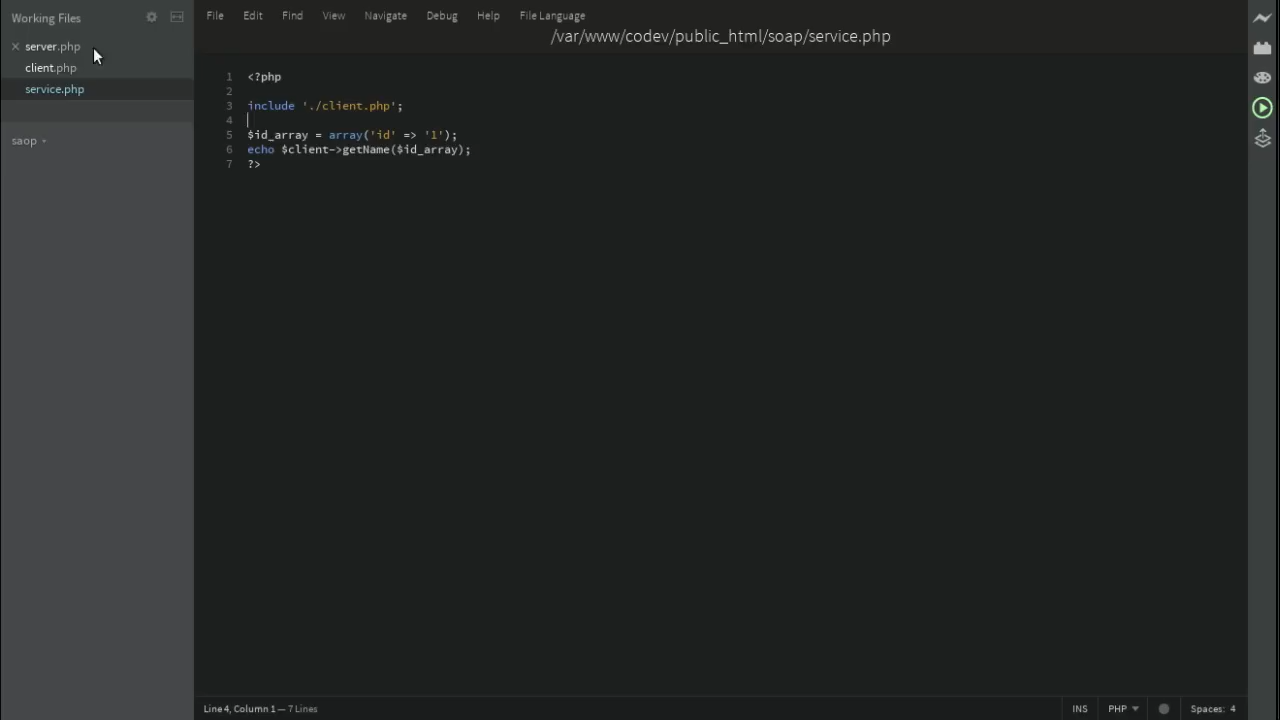 Working Files
server.php
client.php
service.php
saop
File Edit Find View Navigate Debug Help File Language
/var/www/codev/public_html/soap/service.php
1 <?php
2
3 include './client.php';
4
5 $id_array = array('id' => '1');
6 echo $client->getName($id_array);
7 ?>
Line 4, Column 1 — 7 Lines
INS PHP Spaces: 4